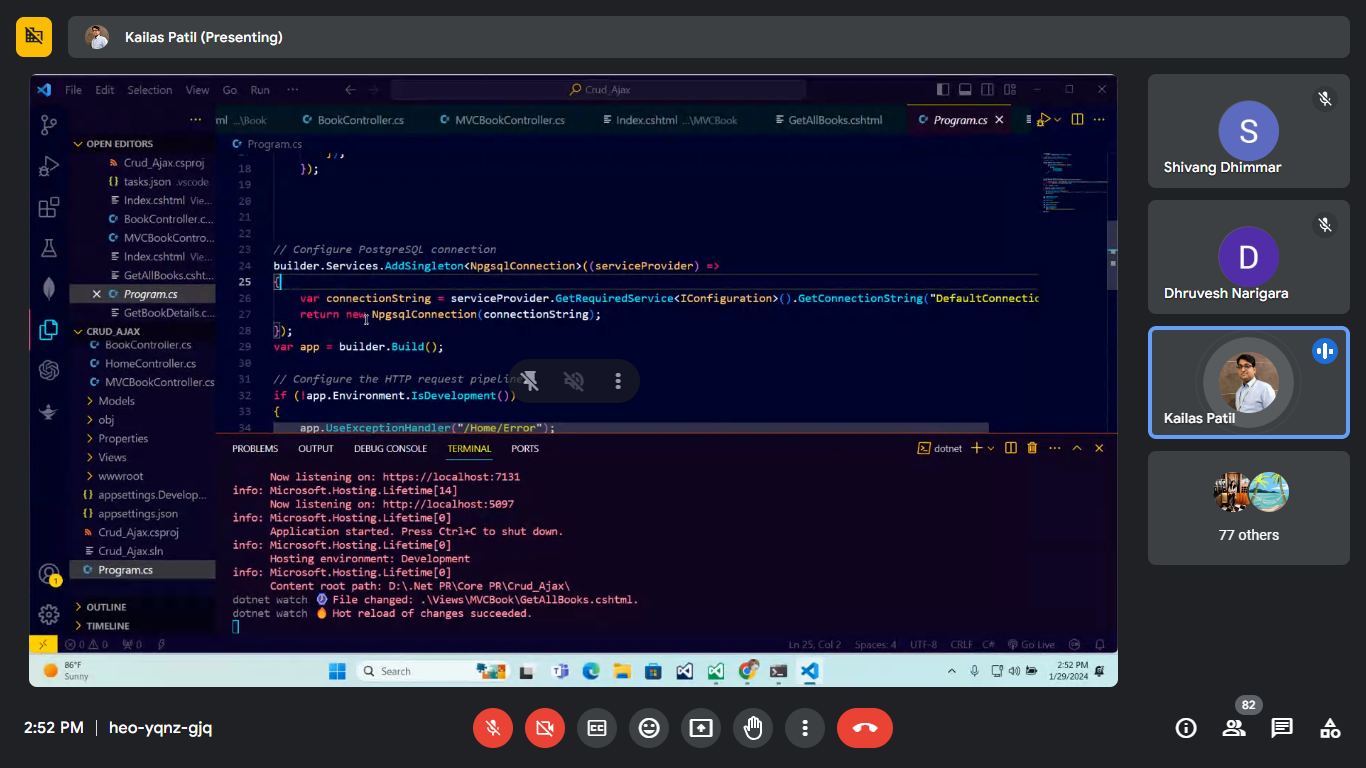 Kailas Patil (Presenting)
File Edit Selection View Go Run ···
Crud_Ajax
ml ...\Book
BookController.cs
MVCBookController.cs
Index.cshtml ...\MVCBook
GetAllBooks.cshtml
Program.cs
OPEN EDITORS
Crud_Ajax.csproj
tasks.json .vscode
Index.cshtml Vie...
BookController.c...
MVCBookContro...
Index.cshtml Vie...
GetAllBooks.csht...
Program.cs
GetBookDetails.c...
CRUD_AJAX
BookController.cs
HomeController.cs
MVCBookController.cs
Models
obj
Properties
Views
wwwroot
appsettings.Develop...
appsettings.json
Crud_Ajax.csproj
Crud_Ajax.sln
Program.cs
OUTLINE
TIMELINE
1
Program.cs
});
18 });
19
20
21
22
23 // Configure PostgreSQL connection
24 builder.Services.AddSingleton<NpgsqlConnection>((serviceProvider) =>
25 {
26 var connectionString = serviceProvider.GetRequiredService<IConfiguration>().GetConnectionString("DefaultConnectio
27 return new NpgsqlConnection(connectionString);
28 });
29 var app = builder.Build();
30
31 // Configure the HTTP request pipeline
32 if (!app.Environment.IsDevelopment())
33 {
34 app.UseExceptionHandler("/Home/Error");
PROBLEMS OUTPUT DEBUG CONSOLE TERMINAL PORTS
dotnet
Now listening on: https://localhost:7131
info: Microsoft.Hosting.Lifetime[14]
Now listening on: http://localhost:5097
info: Microsoft.Hosting.Lifetime[0]
Application started. Press Ctrl+C to shut down.
info: Microsoft.Hosting.Lifetime[0]
Hosting environment: Development
info: Microsoft.Hosting.Lifetime[0]
Content root path: D:\.Net PR\Core PR\Crud_Ajax\
dotnet watch File changed: .\Views\MVCBook\GetAllBooks.cshtml.
dotnet watch Hot reload of changes succeeded.
0 0 0 Ln 25, Col 2 Spaces: 4 UTF-8 CRLF C# Go Live
86°F
Sunny
Search
2:52 PM
1/29/2024
S
Shivang Dhimmar
D
Dhruvesh Narigara
Kailas Patil
77 others
2:52 PM | heo-yqnz-gjq
82